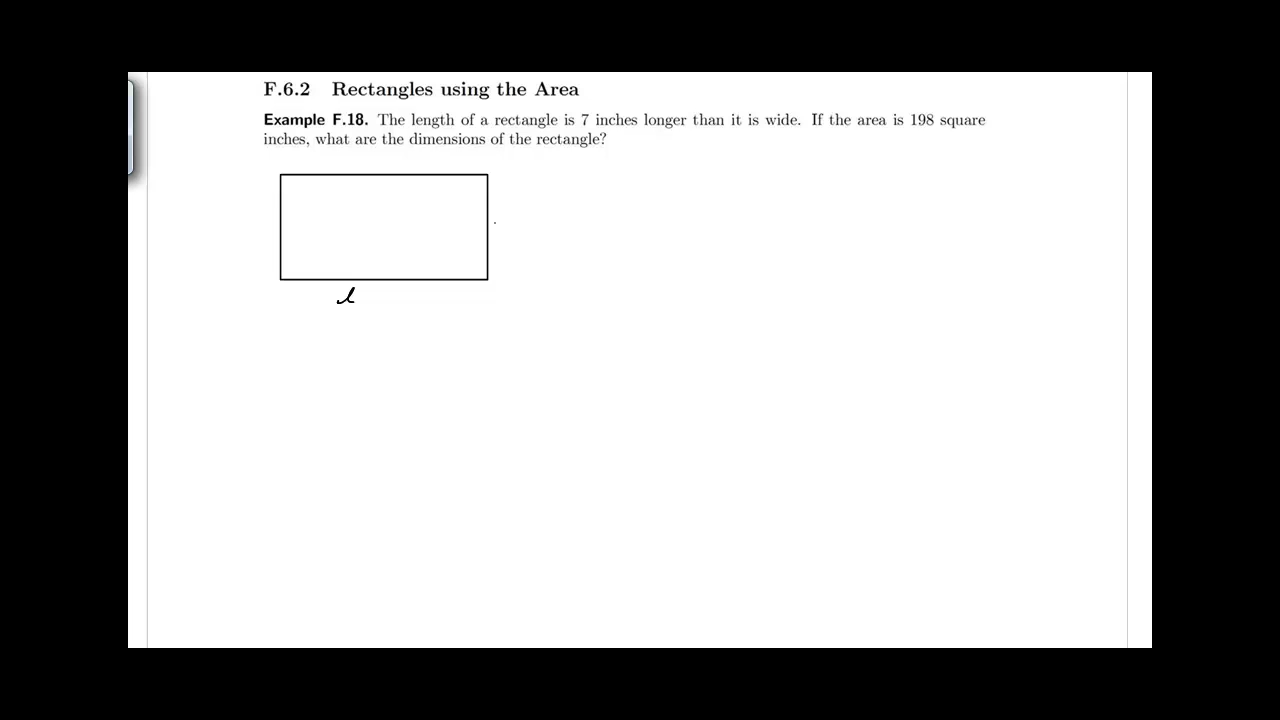 F.6.2 Rectangles using the Area
Example F.18. The length of a rectangle is 7 inches longer than it is wide. If the area is 198 square
inches, what are the dimensions of the rectangle?
l